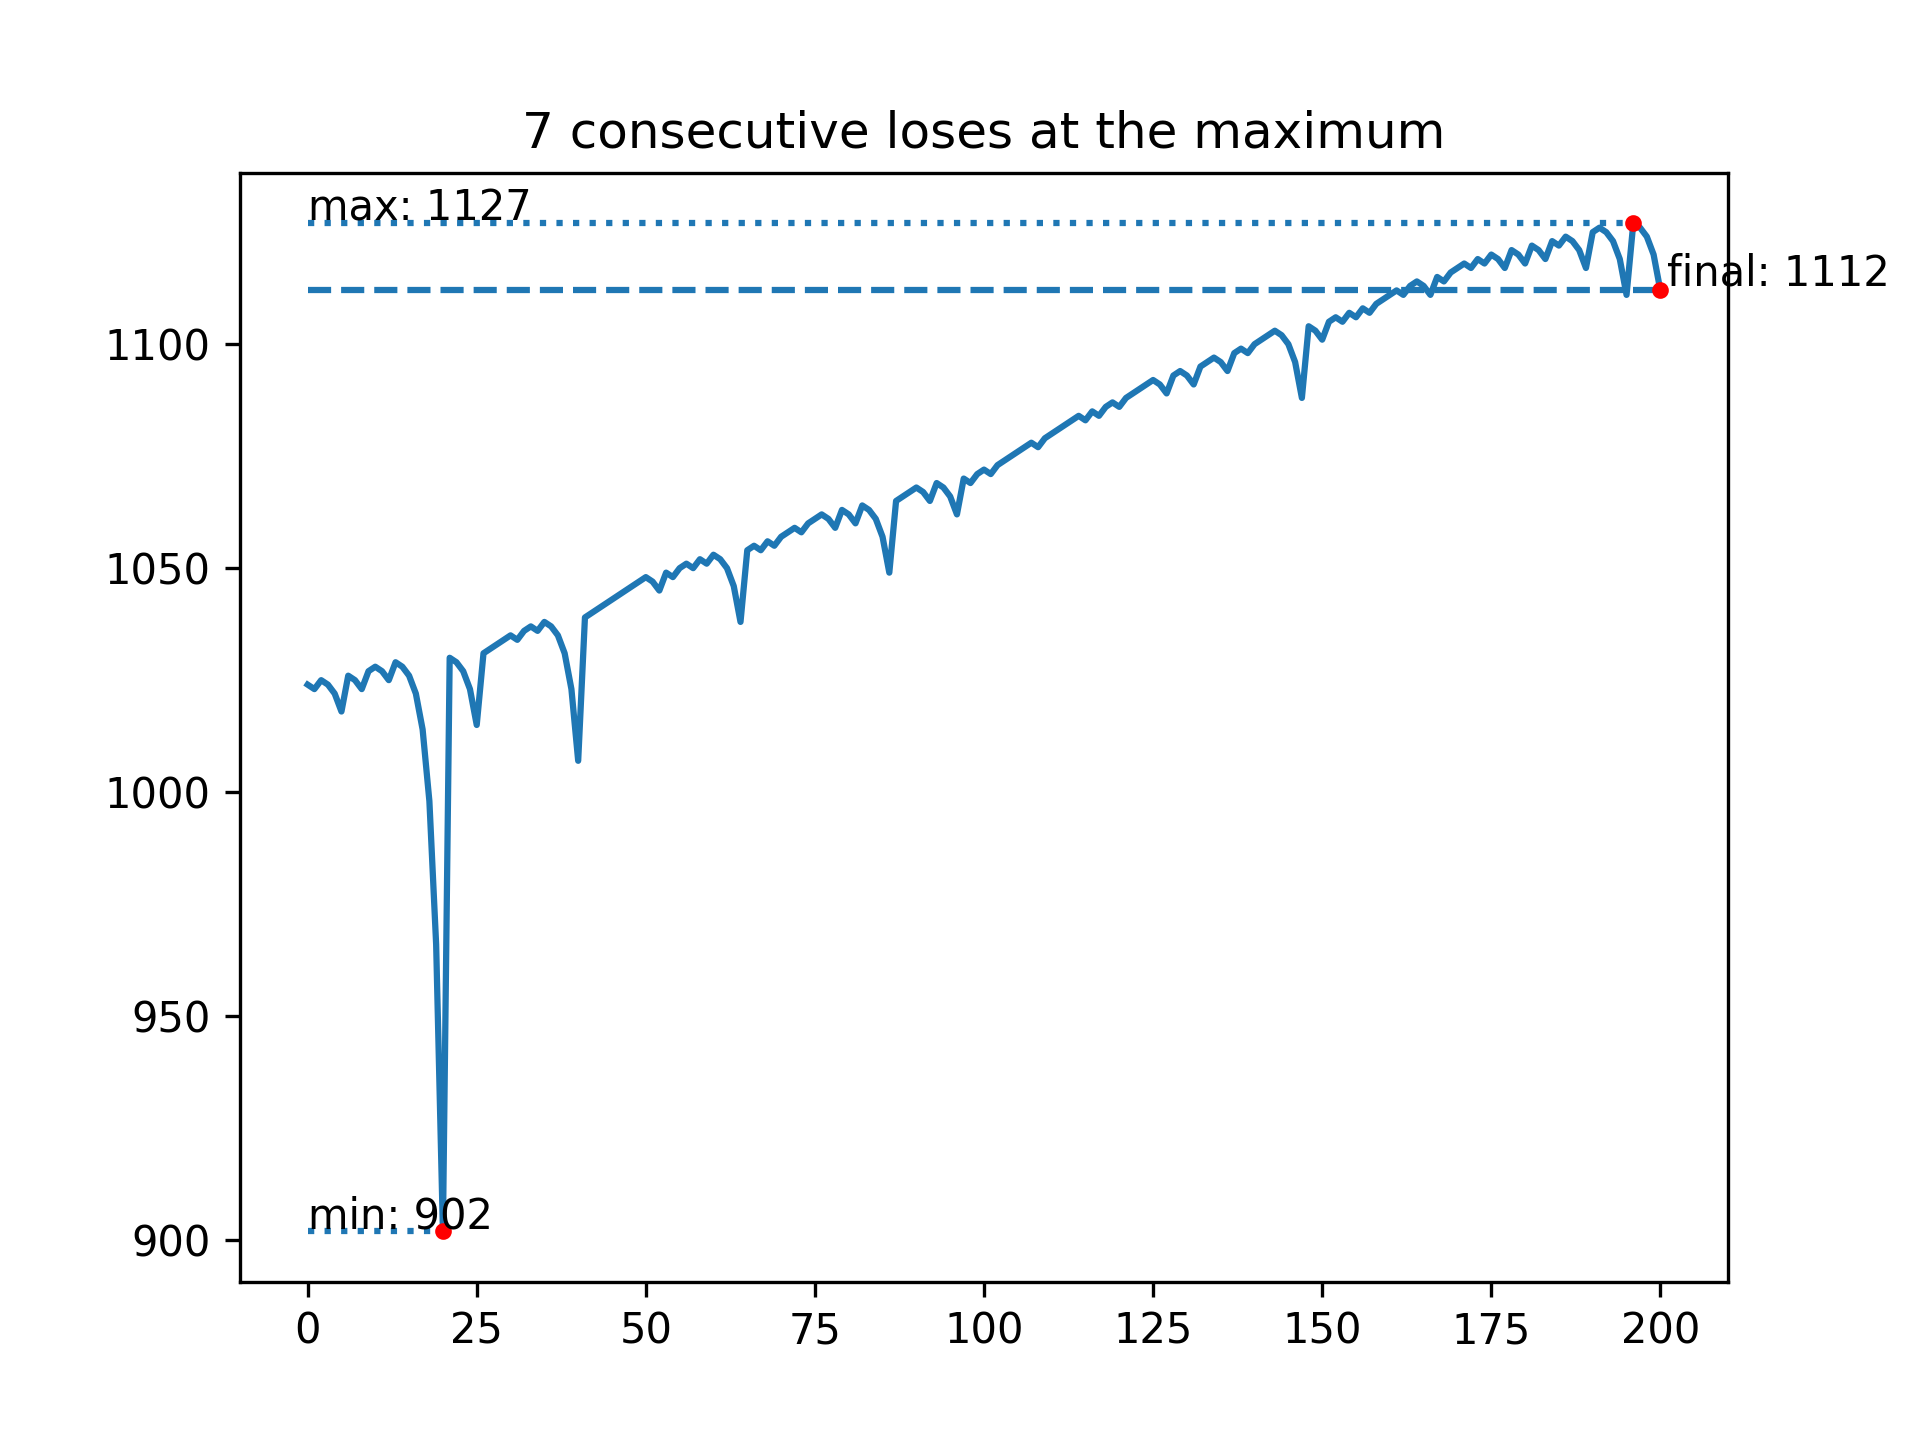 7 consecutive loses at the maximum
max: 1127
final: 1112
1100
1050
1000
950
min: 902
900
0 25 50 75 100 125 150 175 200